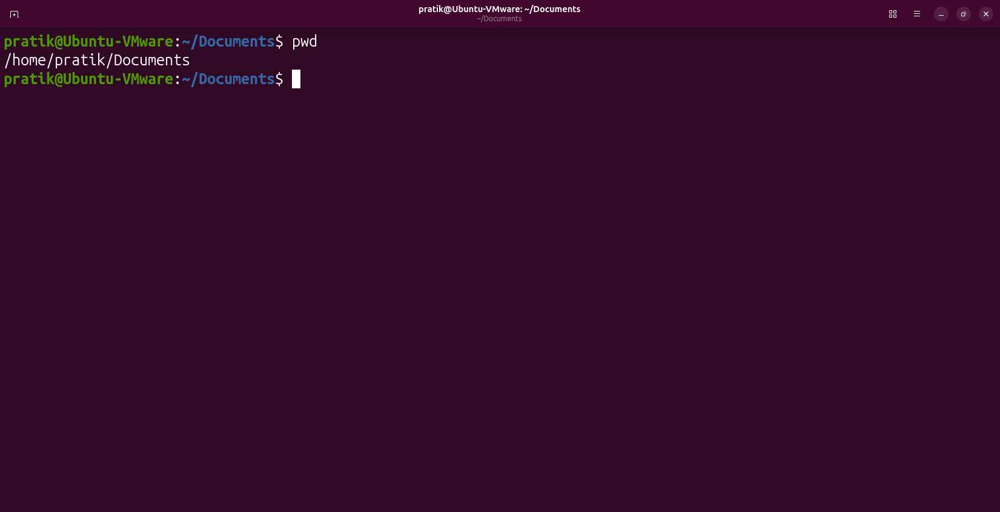 pratik@Ubuntu-VMware: ~/Documents
~/Documents
pratik@Ubuntu-VMware:~/Documents$ pwd
/home/pratik/Documents
pratik@Ubuntu-VMware:~/Documents$